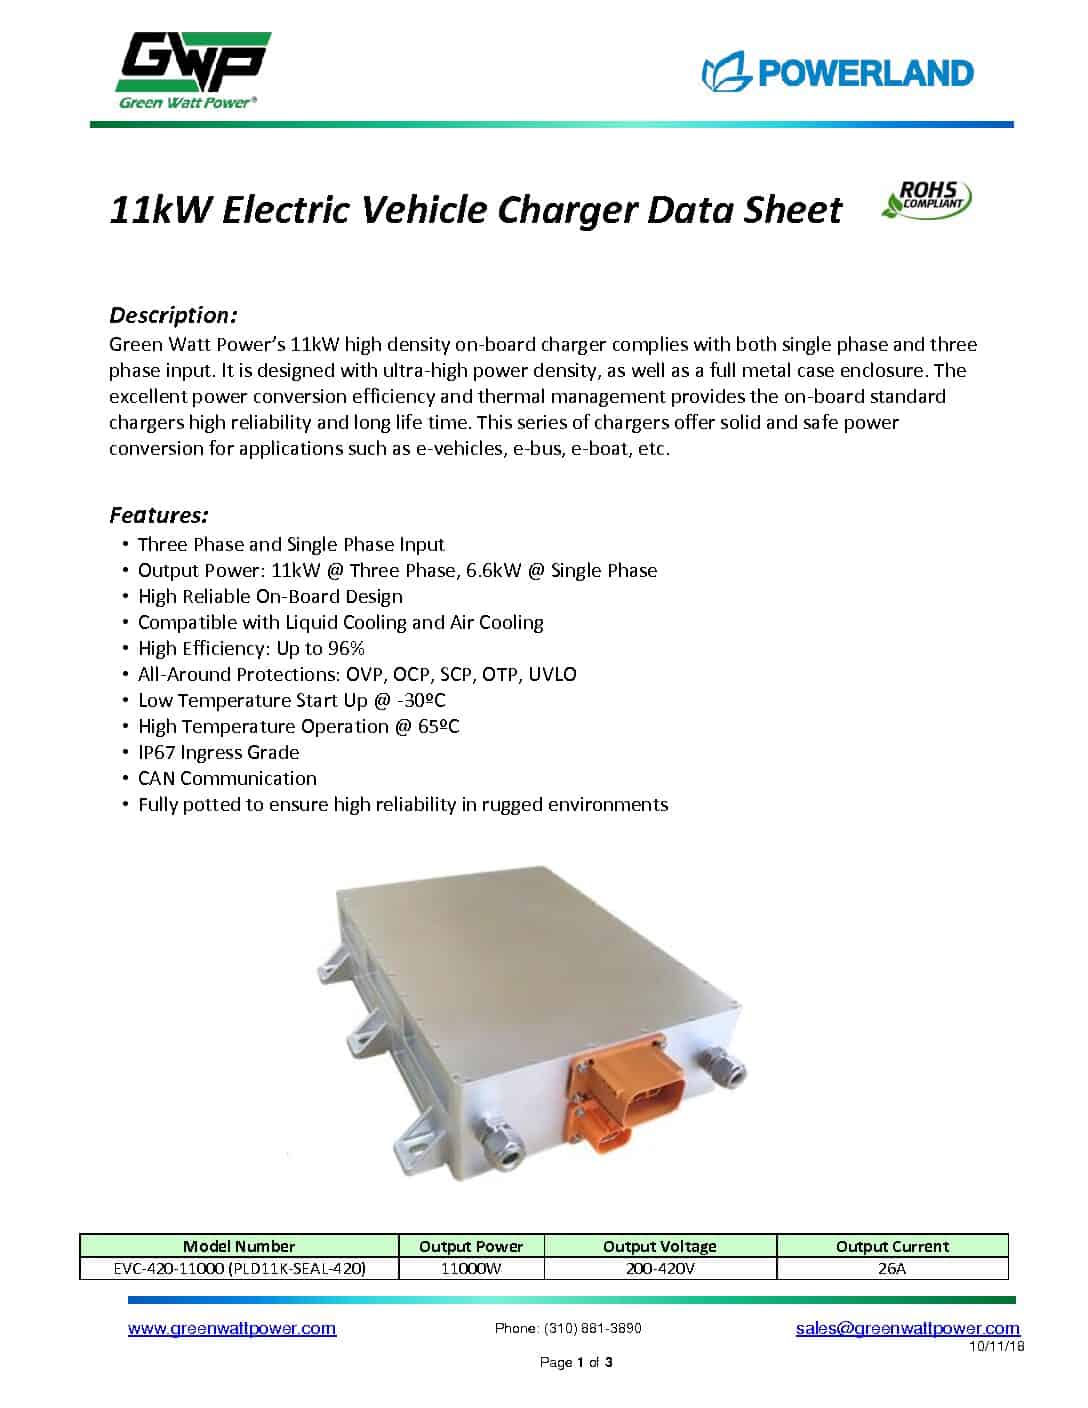 GWP
Green Watt Power®
POWERLAND
11kW Electric Vehicle Charger Data Sheet
ROHS
COMPLIANT
Description:
Green Watt Power’s 11kW high density on-board charger complies with both single phase and three
phase input. It is designed with ultra-high power density, as well as a full metal case enclosure. The
excellent power conversion efficiency and thermal management provides the on-board standard
chargers high reliability and long life time. This series of chargers offer solid and safe power
conversion for applications such as e-vehicles, e-bus, e-boat, etc.
Features:
• Three Phase and Single Phase Input
• Output Power: 11kW @ Three Phase, 6.6kW @ Single Phase
• High Reliable On-Board Design
• Compatible with Liquid Cooling and Air Cooling
• High Efficiency: Up to 96%
• All-Around Protections: OVP, OCP, SCP, OTP, UVLO
• Low Temperature Start Up @ -30ºC
• High Temperature Operation @ 65ºC
• IP67 Ingress Grade
• CAN Communication
• Fully potted to ensure high reliability in rugged environments
Model Number Output Power Output Voltage Output Current
EVC-420-11000 (PLD11K-SEAL-420) 11000W 200-420V 26A
www.greenwattpower.com Phone: (310) 881-3890 sales@greenwattpower.com
10/11/18
Page 1 of 3